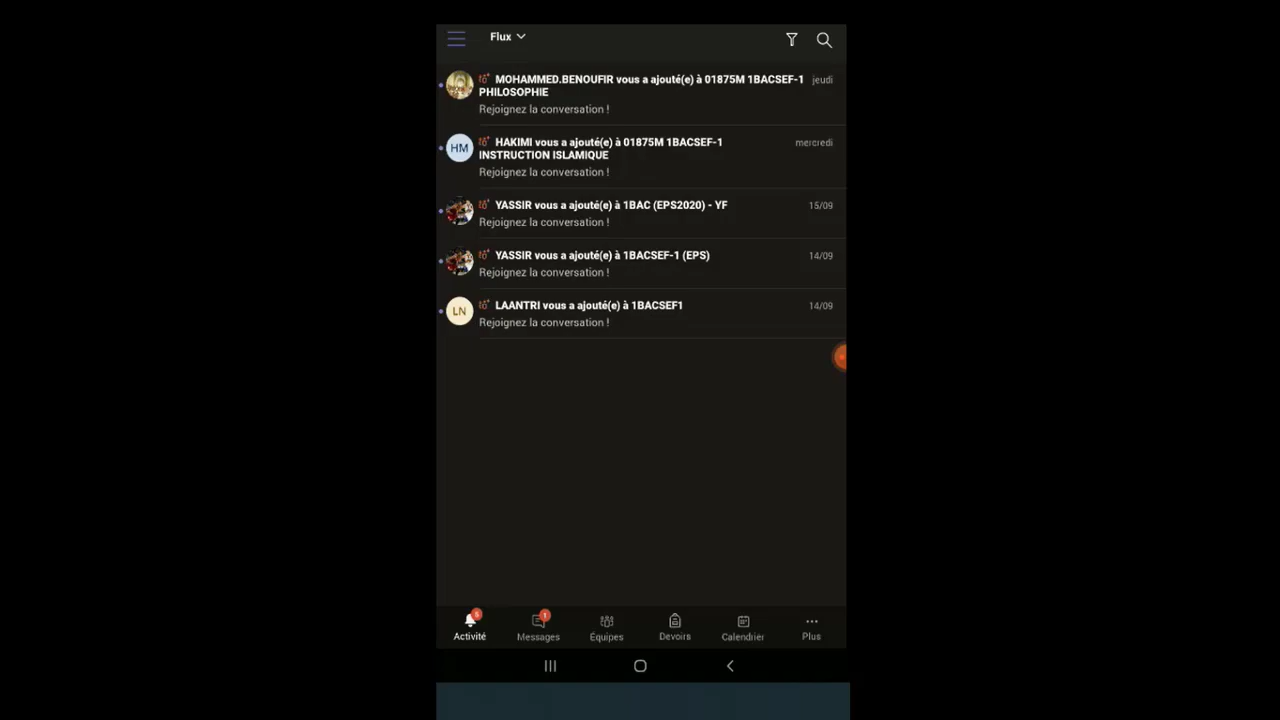 Flux
MOHAMMED.BENOUFIR vous a ajouté(e) à 01875M 1BACSEF-1 jeudi
PHILOSOPHIE
Rejoignez la conversation !
HM HAKIMI vous a ajouté(e) à 01875M 1BACSEF-1 mercredi
INSTRUCTION ISLAMIQUE
Rejoignez la conversation !
YASSIR vous a ajouté(e) à 1BAC (EPS2020) - YF 15/09
Rejoignez la conversation !
YASSIR vous a ajouté(e) à 1BACSEF-1 (EPS) 14/09
Rejoignez la conversation !
LN LAANTRI vous a ajouté(e) à 1BACSEF1 14/09
Rejoignez la conversation !
5 1
Activité Messages Équipes Devoirs Calendrier Plus